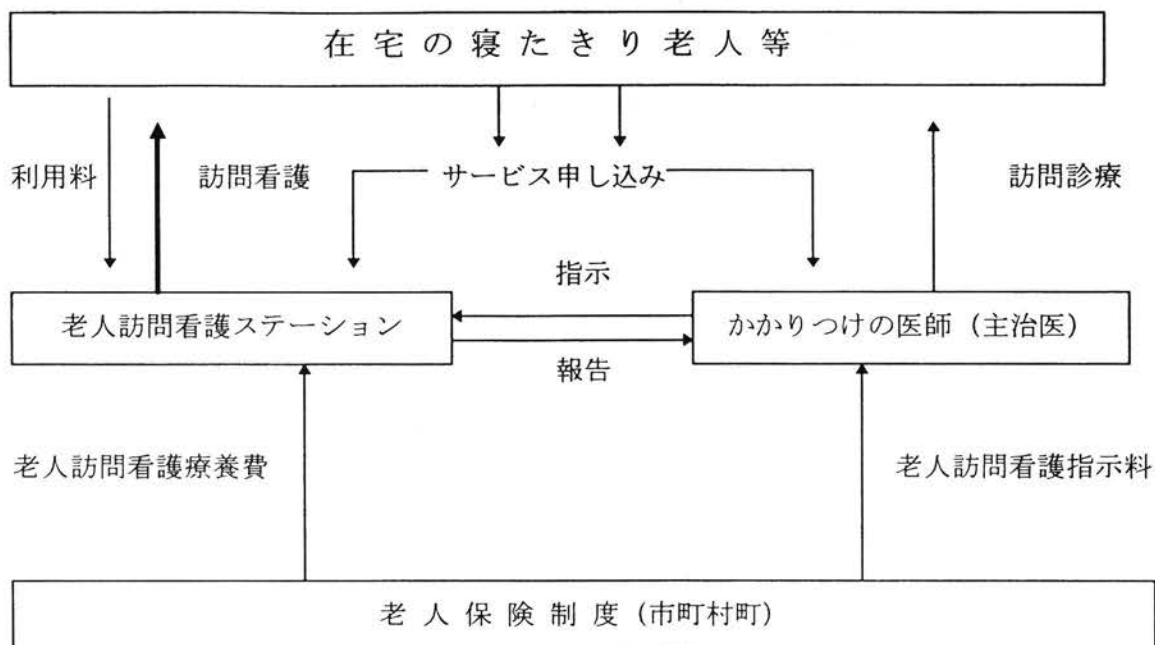 在宅の寝たきり老人等
利用料
訪問看護
サービス申し込み
訪問診療
指示
老人訪問看護ステーション
かかりつけの医師（主治医）
報告
老人訪問看護療養費
老人訪問看護指示料
老人保険制度(市町村町)